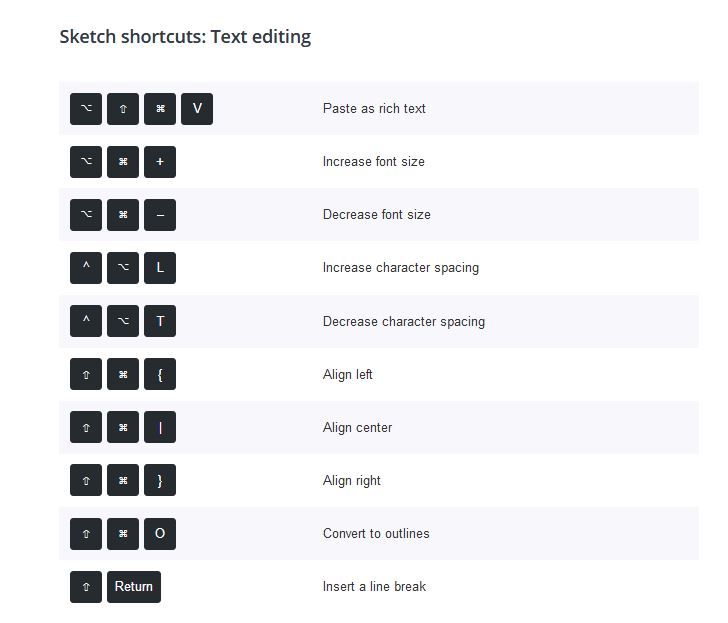 Sketch shortcuts: Text editing
⌥ ⇧ ⌘ V Paste as rich text
⌥ ⌘ + Increase font size
⌥ ⌘ – Decrease font size
^ ⌥ L Increase character spacing
^ ⌥ T Decrease character spacing
⇧ ⌘ { Align left
⇧ ⌘ | Align center
⇧ ⌘ } Align right
⇧ ⌘ O Convert to outlines
⇧ Return Insert a line break